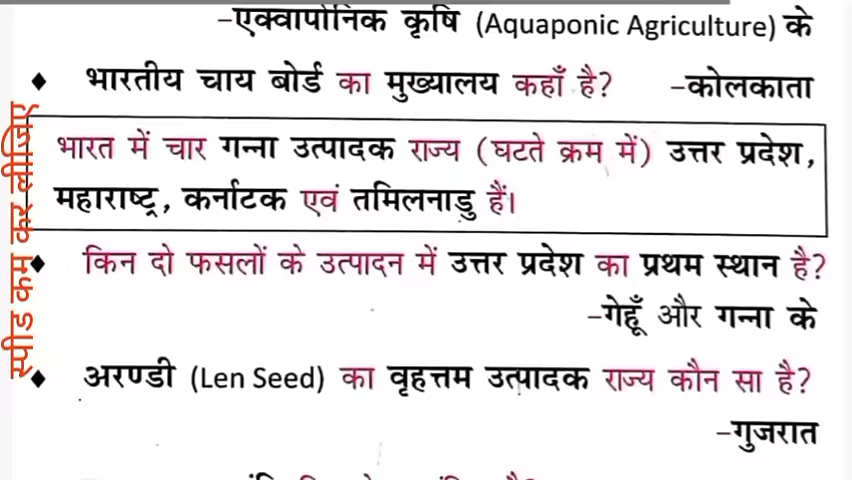 -एक्वापोनिक कृषि (Aquaponic Agriculture) के
♦ भारतीय चाय बोर्ड का मुख्यालय कहाँ है? -कोलकाता
भारत में चार गन्ना उत्पादक राज्य (घटते क्रम में) उत्तर प्रदेश,
महाराष्ट्र, कर्नाटक एवं तमिलनाडु हैं।
♦ किन दो फसलों के उत्पादन में उत्तर प्रदेश का प्रथम स्थान है?
-गेहूँ और गन्ना के
♦ अरण्डी (Len Seed) का वृहत्तम उत्पादक राज्य कौन सा है?
-गुजरात
स्पीड कम कर लीजिए